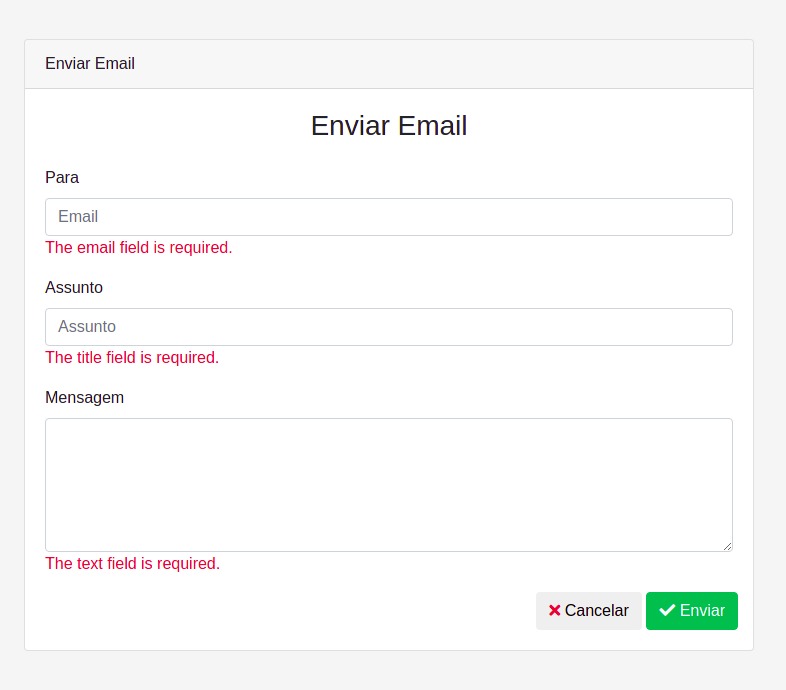 Enviar Email
Enviar Email
Para
Email
The email field is required.
Assunto
Assunto
The title field is required.
Mensagem
The text field is required.
Cancelar Enviar